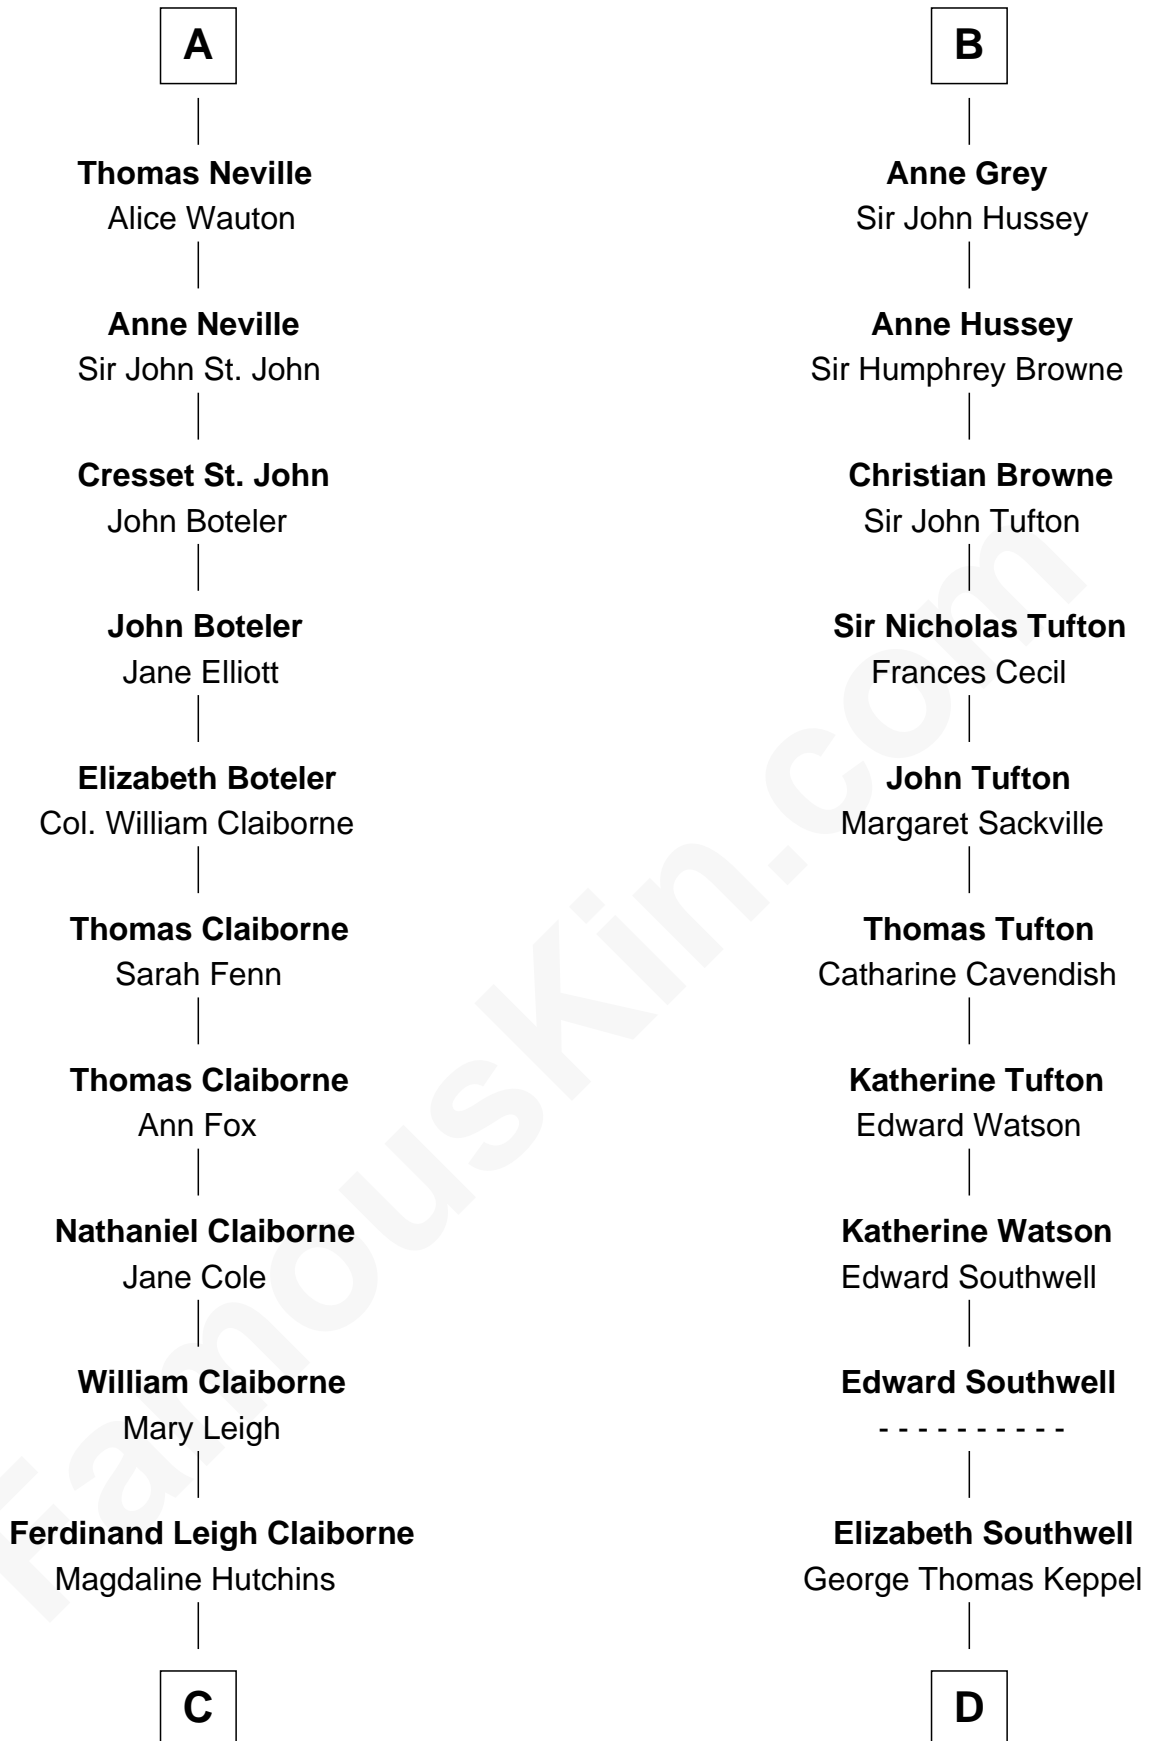 A
Thomas Neville
Alice Wauton
Anne Neville
Sir John St. John
Cresset St. John
John Boteler
John Boteler
Jane Elliott
Elizabeth Boteler
Col. William Claiborne
Thomas Claiborne
Sarah Fenn
Thomas Claiborne
Ann Fox
Nathaniel Claiborne
Jane Cole
William Claiborne
Mary Leigh
Ferdinand Leigh Claiborne
Magdaline Hutchins
C
B
Anne Grey
Sir John Hussey
Anne Hussey
Sir Humphrey Browne
Christian Browne
Sir John Tufton
Sir Nicholas Tufton
Frances Cecil
John Tufton
Margaret Sackville
Thomas Tufton
Catharine Cavendish
Katherine Tufton
Edward Watson
Katherine Watson
Edward Southwell
Edward Southwell
- - - - - - - - - -
Elizabeth Southwell
George Thomas Keppel
D
FamousKin.com